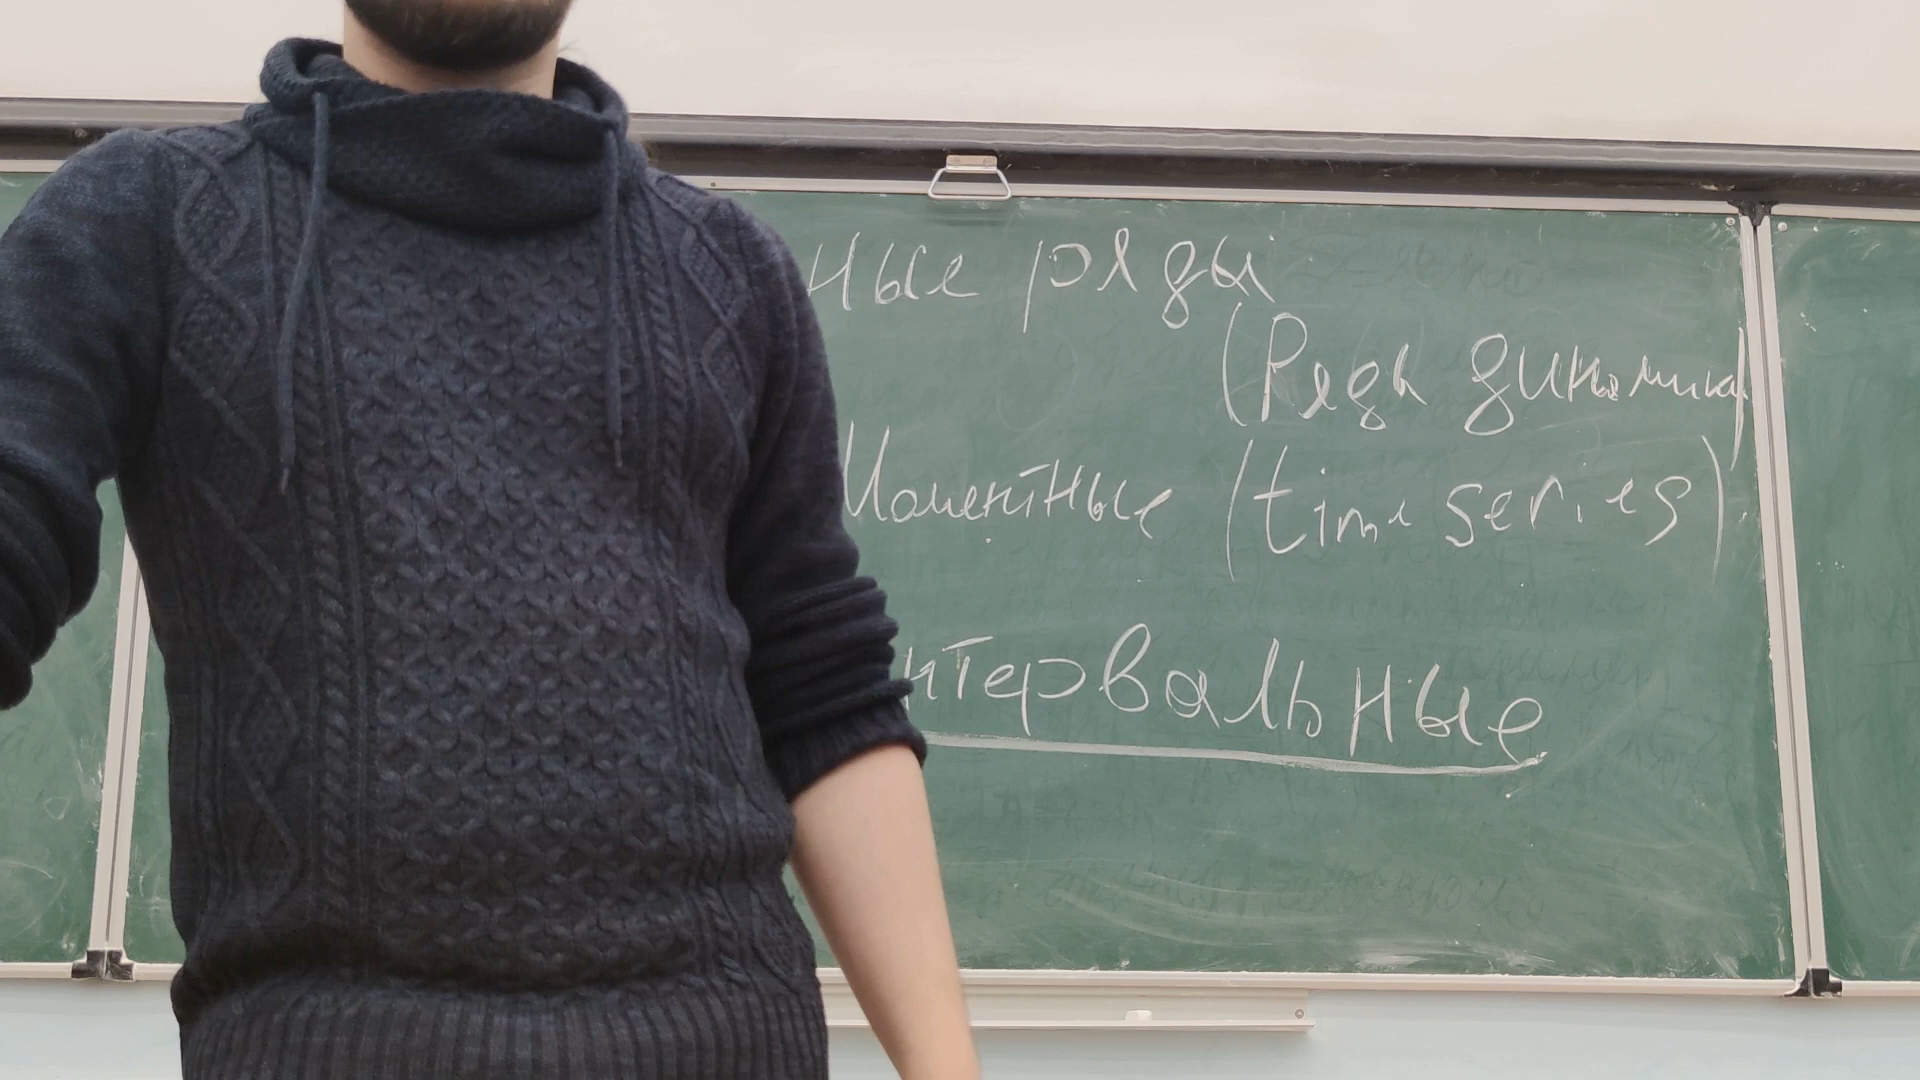 ные ряды
(Ряды динамики)
Моментные (time series)
нтервальные